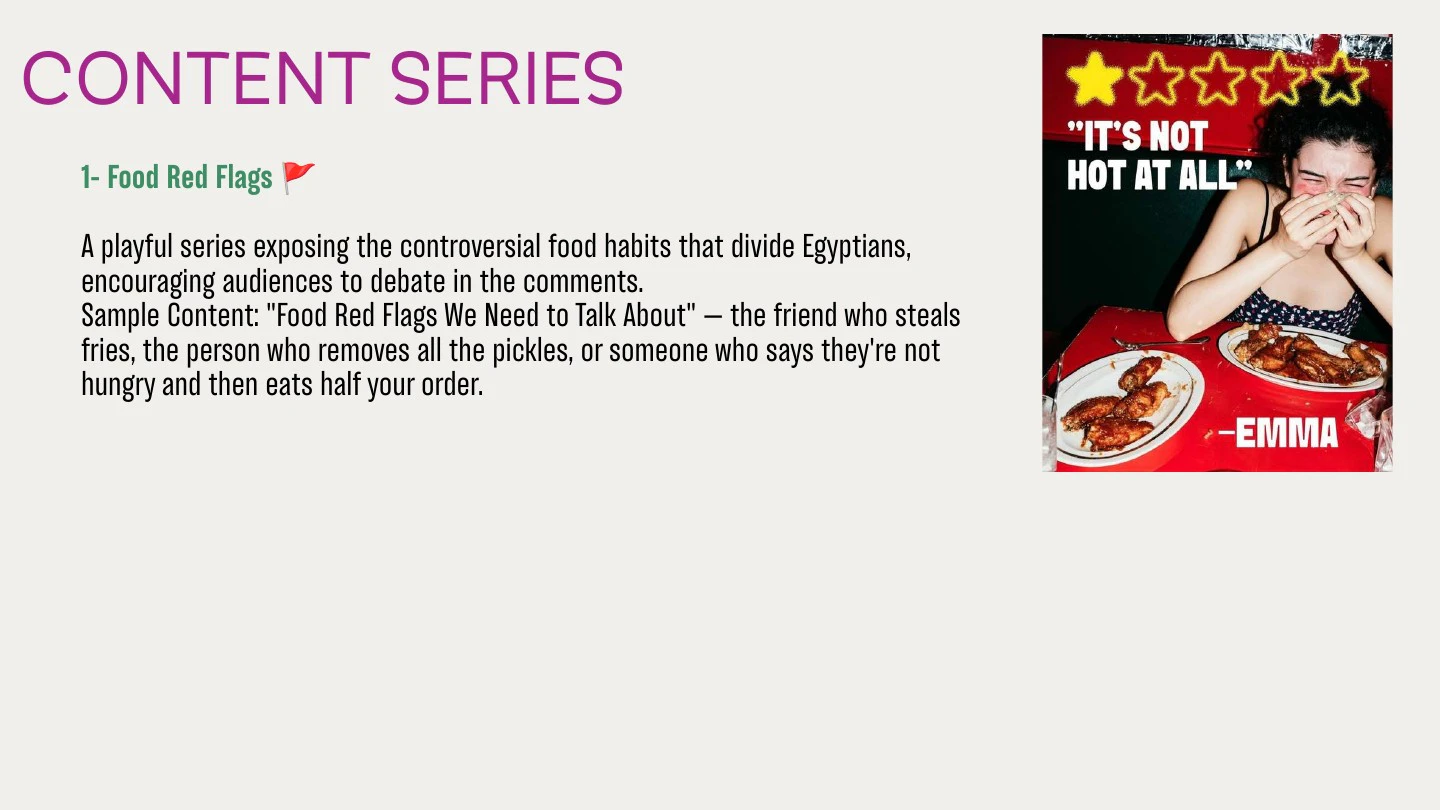 CONTENT SERIES
1- Food Red Flags 🚩
A playful series exposing the controversial food habits that divide Egyptians,
encouraging audiences to debate in the comments.
Sample Content: "Food Red Flags We Need to Talk About" — the friend who steals
fries, the person who removes all the pickles, or someone who says they're not
hungry and then eats half your order.
"IT'S NOT
HOT AT ALL"
-EMMA